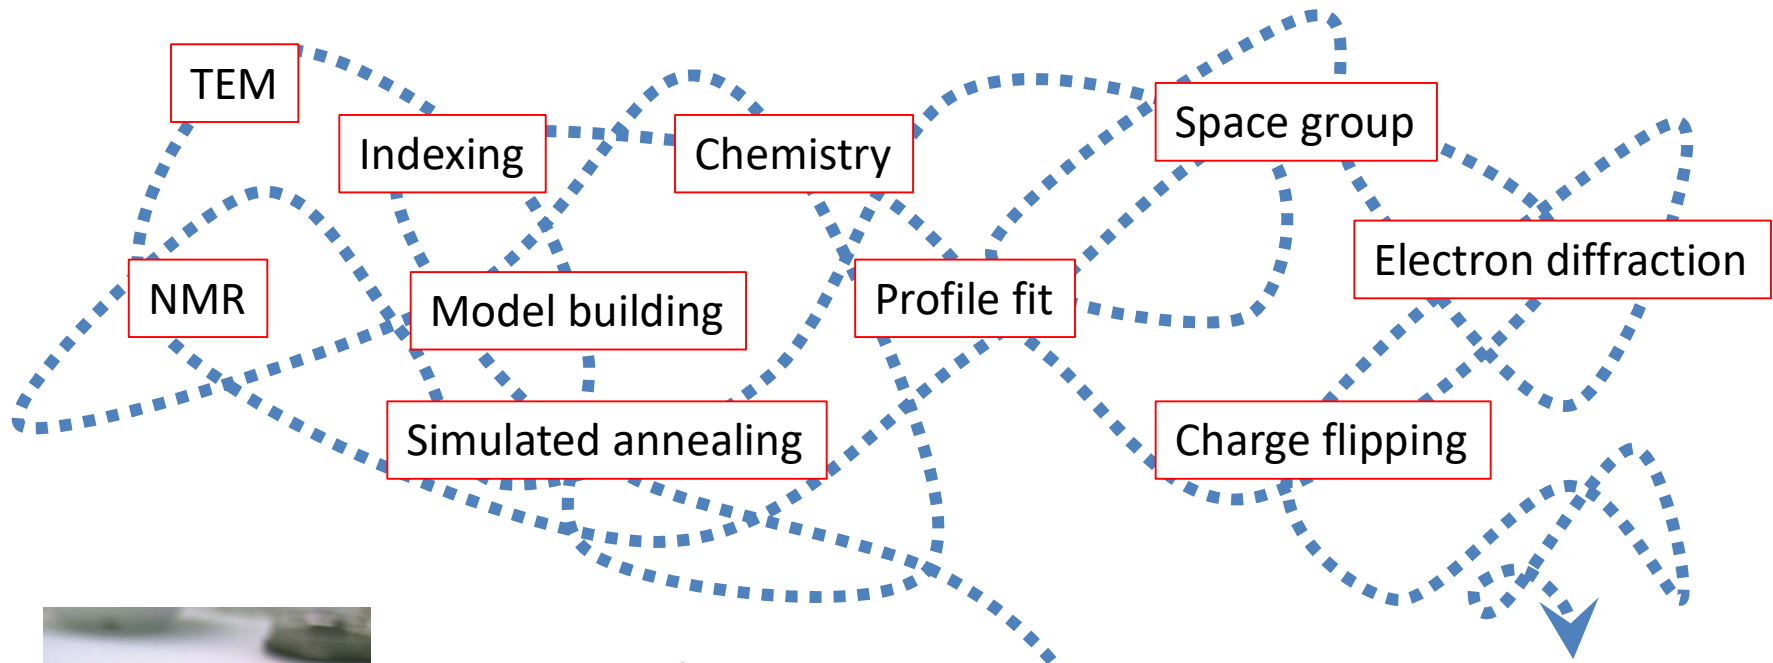 TEM
Indexing
Chemistry
Space group
NMR
Model building
Profile fit
Electron diffraction
Simulated annealing
Charge flipping